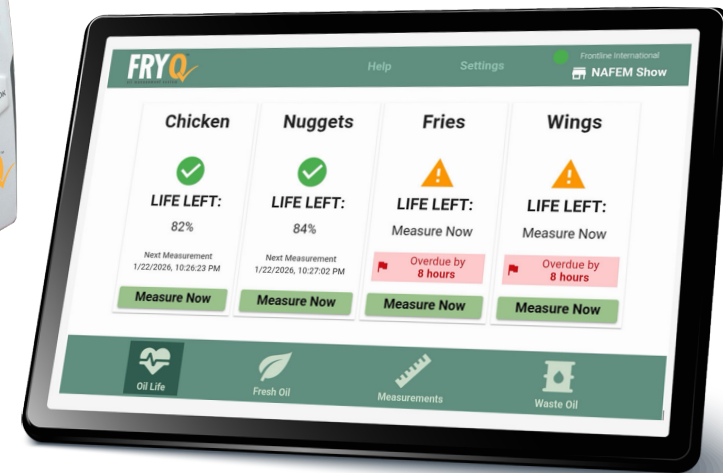 FRYQ
Help
Settings
Frontline International
NAFEM Show
Chicken
LIFE LEFT:
82%
Next Measurement
1/22/2026, 10:26:23 PM
Measure Now
Nuggets
LIFE LEFT:
84%
Next Measurement
1/22/2026, 10:27:02 PM
Measure Now
Fries
LIFE LEFT:
Measure Now
Overdue by
8 hours
Measure Now
Wings
LIFE LEFT:
Measure Now
Overdue by
8 hours
Measure Now
Oil Life
Fresh Oil
Measurements
Waste Oil